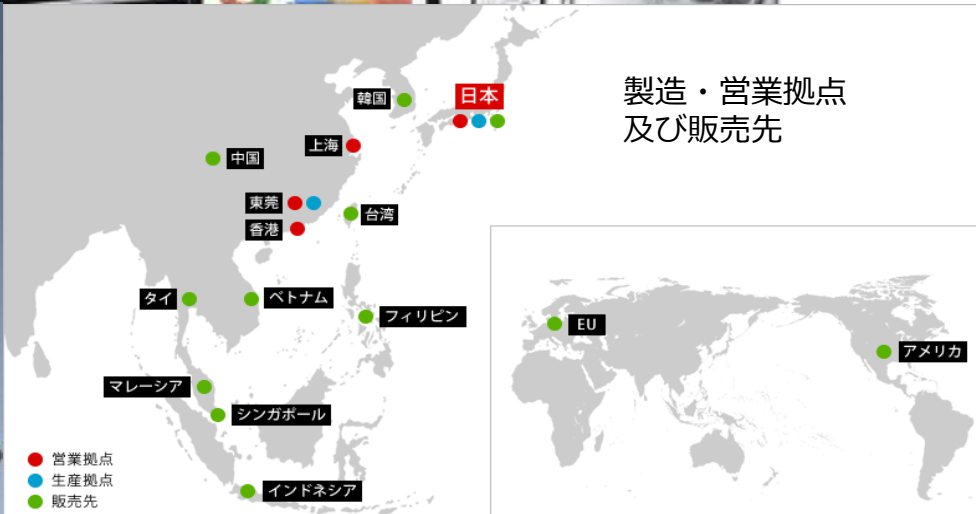 製造・営業拠点
及び販売先
韓国
日本
上海
中国
東莞
台湾
香港
タイ
ベトナム
フィリピン
マレーシア
シンガポール
インドネシア
EU
アメリカ
営業拠点
生産拠点
販売先